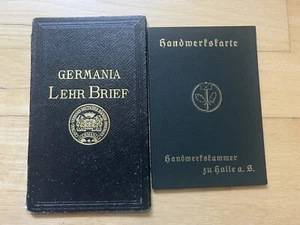 GERMANIA
LEHR BRIEF
Handwerkskarte
Handwerkskammer
zu Halle a. S.